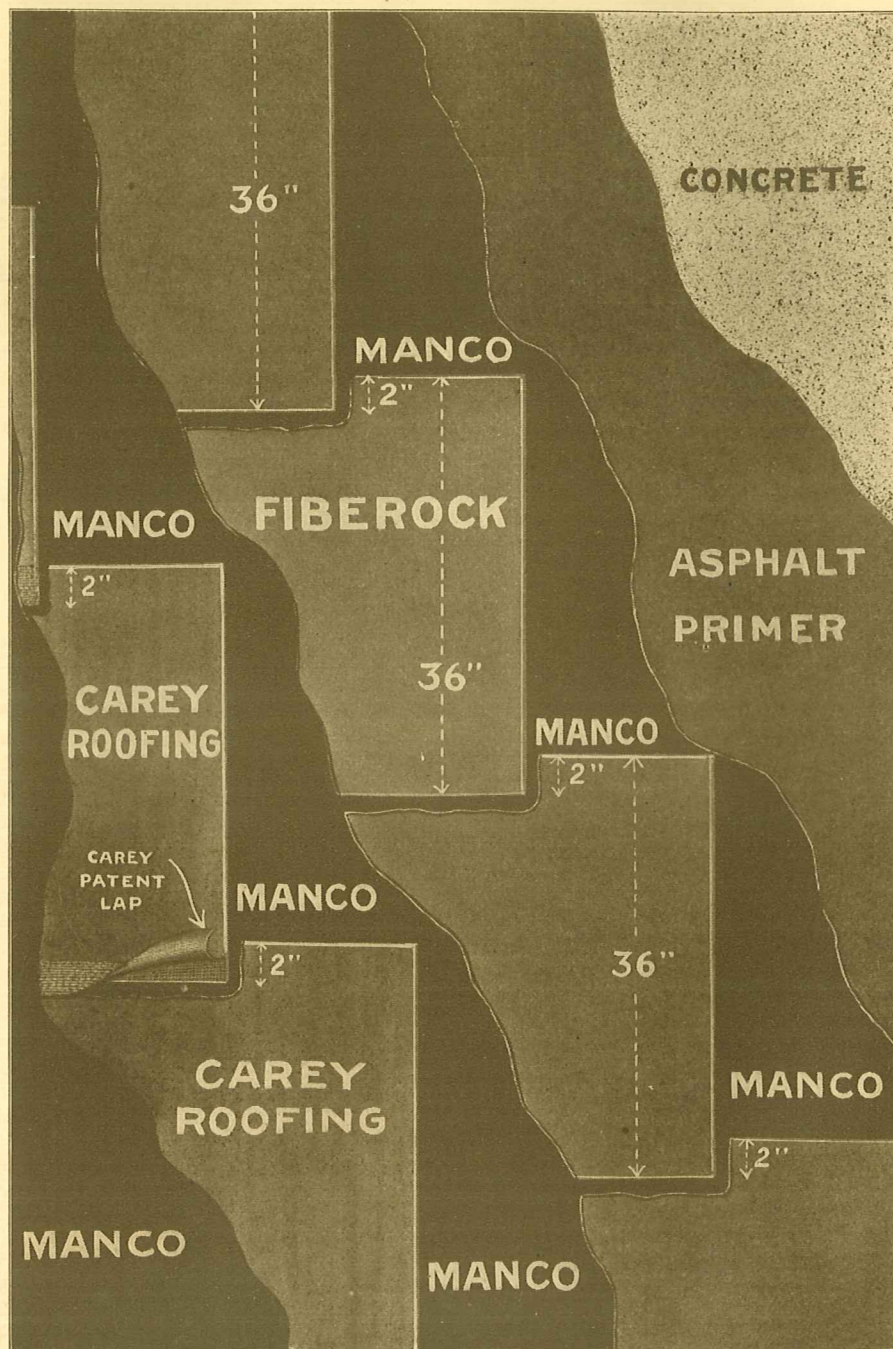 36"
CONCRETE
MANCO
2"
FIBEROCK
MANCO
2"
ASPHALT
PRIMER
36"
CAREY
ROOFING
MANCO
2"
CAREY
PATENT
LAP
MANCO
2"
36"
CAREY
ROOFING
MANCO
2"
MANCO
MANCO